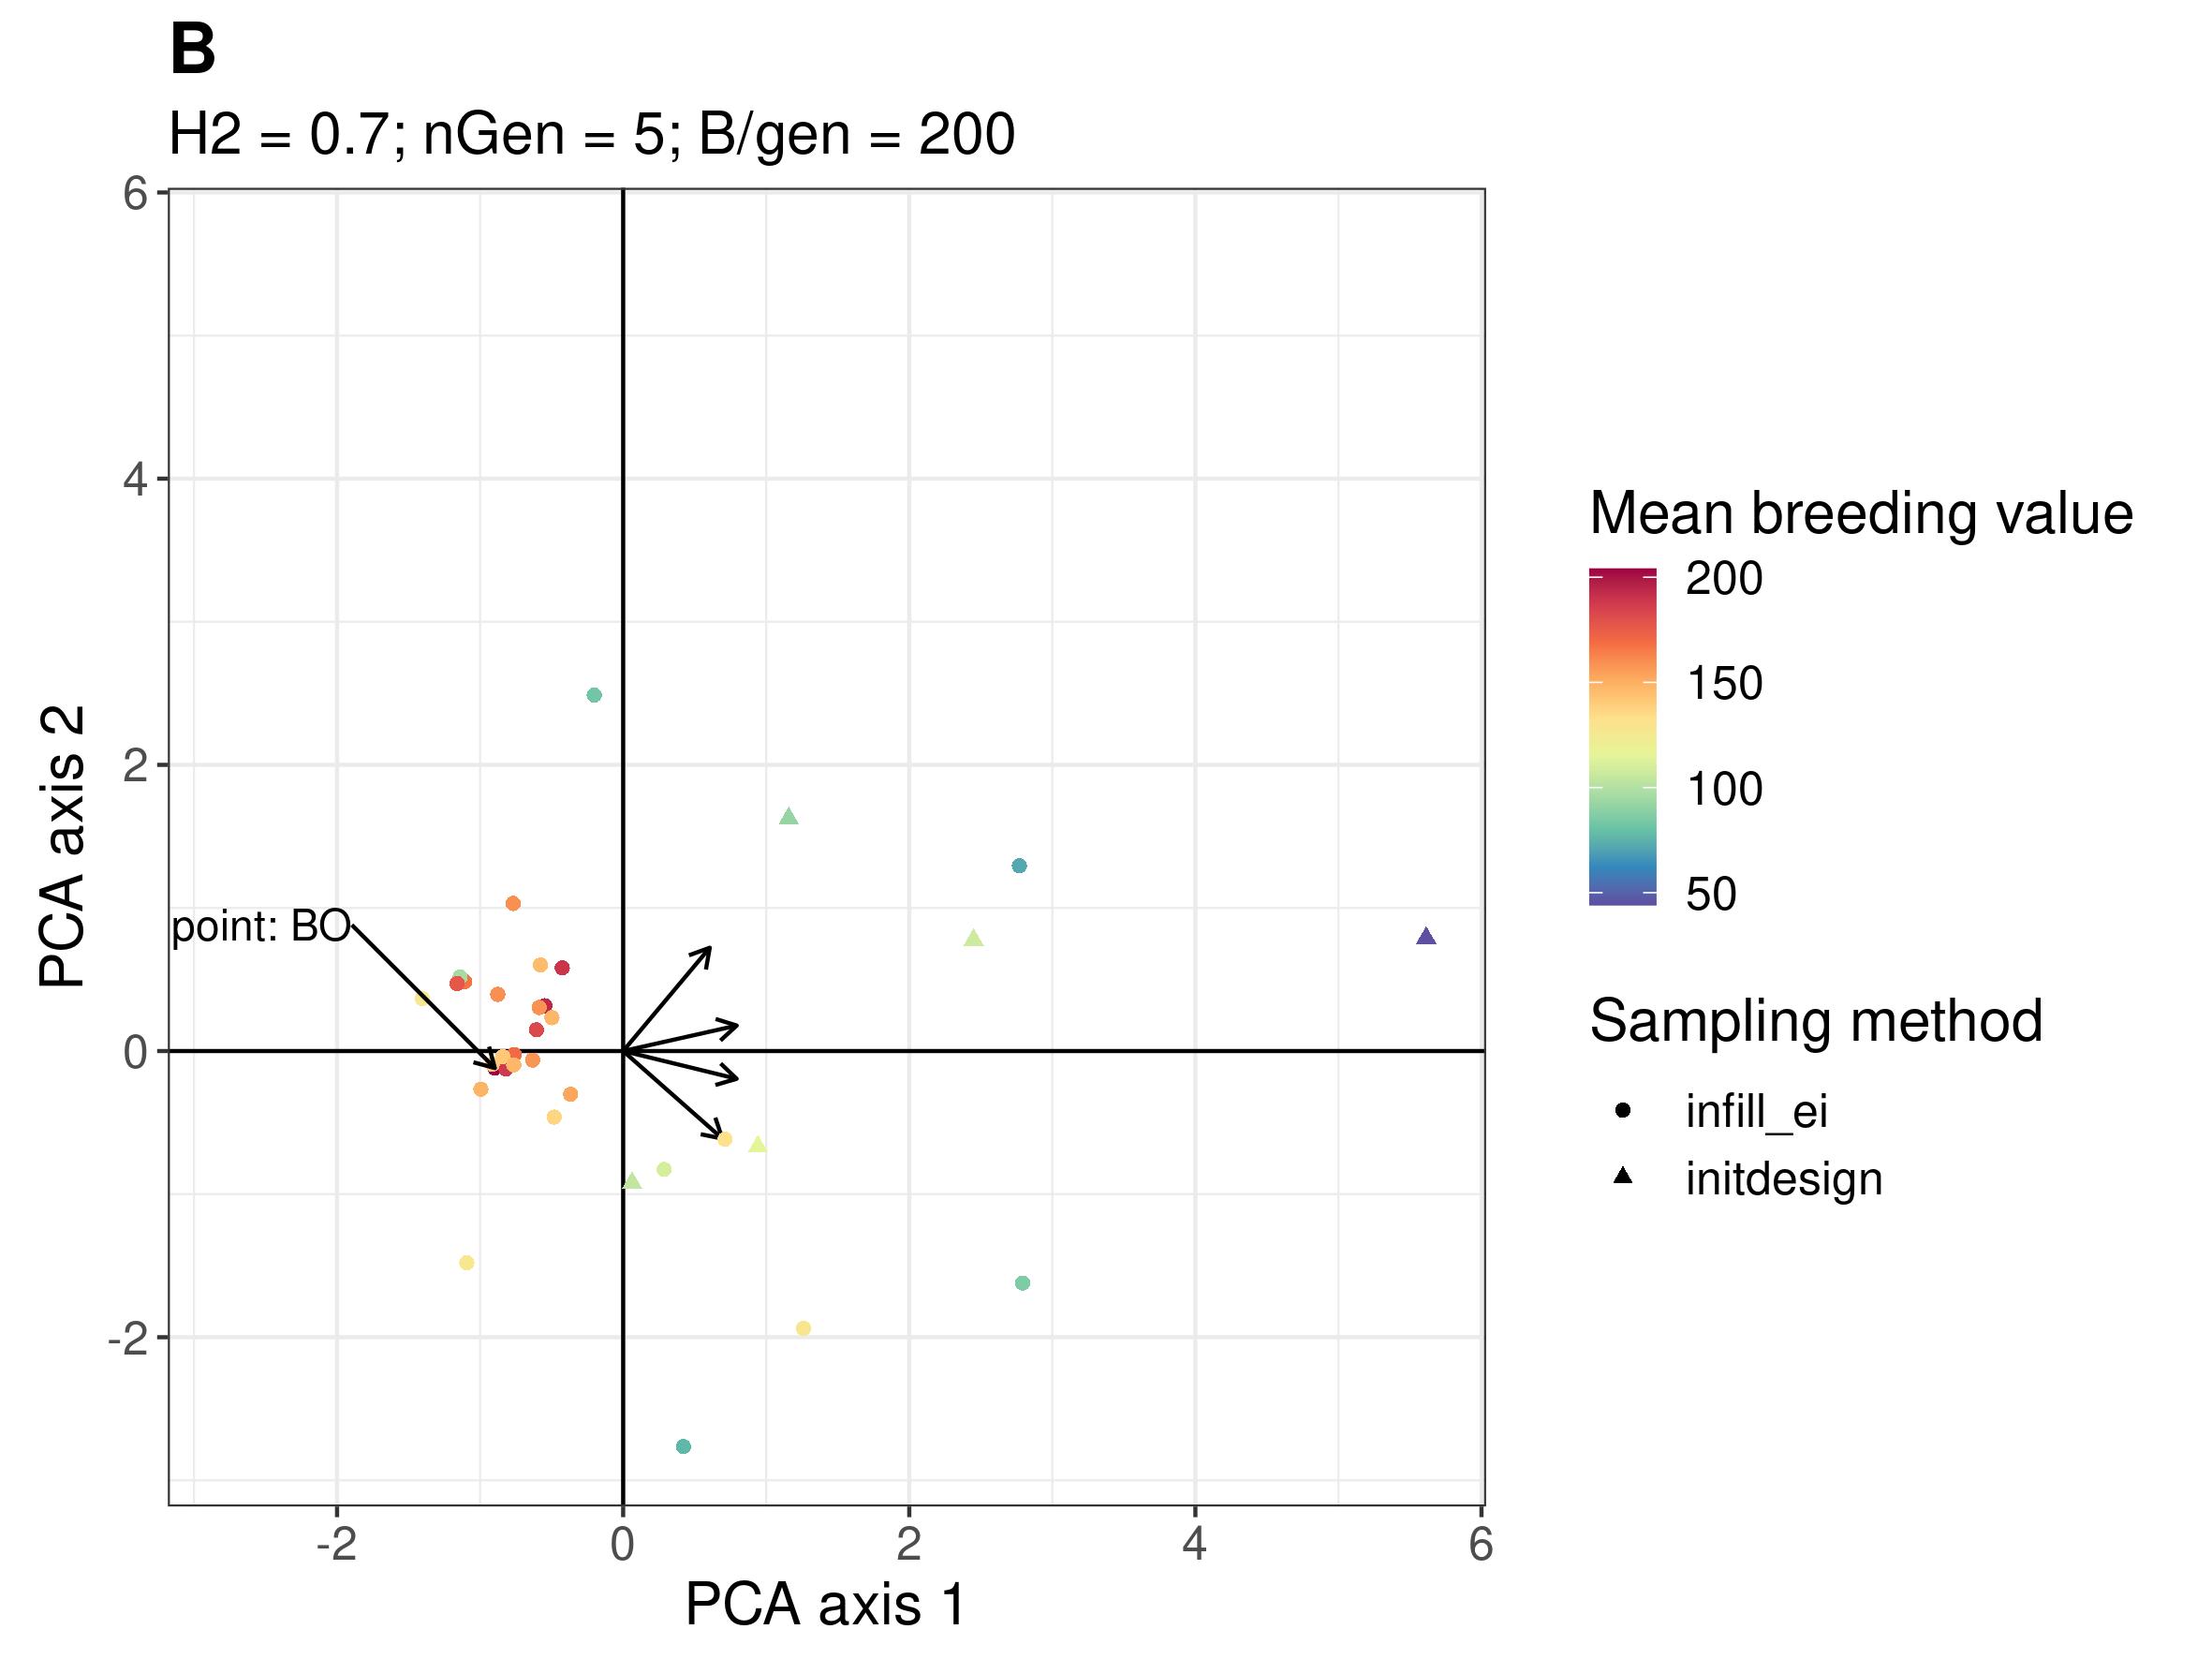 B
H2 = 0.7; nGen = 5; B/gen = 200
6
4
2
0
-2
PCA axis 2
point: BO
-2
0
2
4
6
PCA axis 1
Mean breeding value
200
150
100
50
Sampling method
infill_ei
initdesign